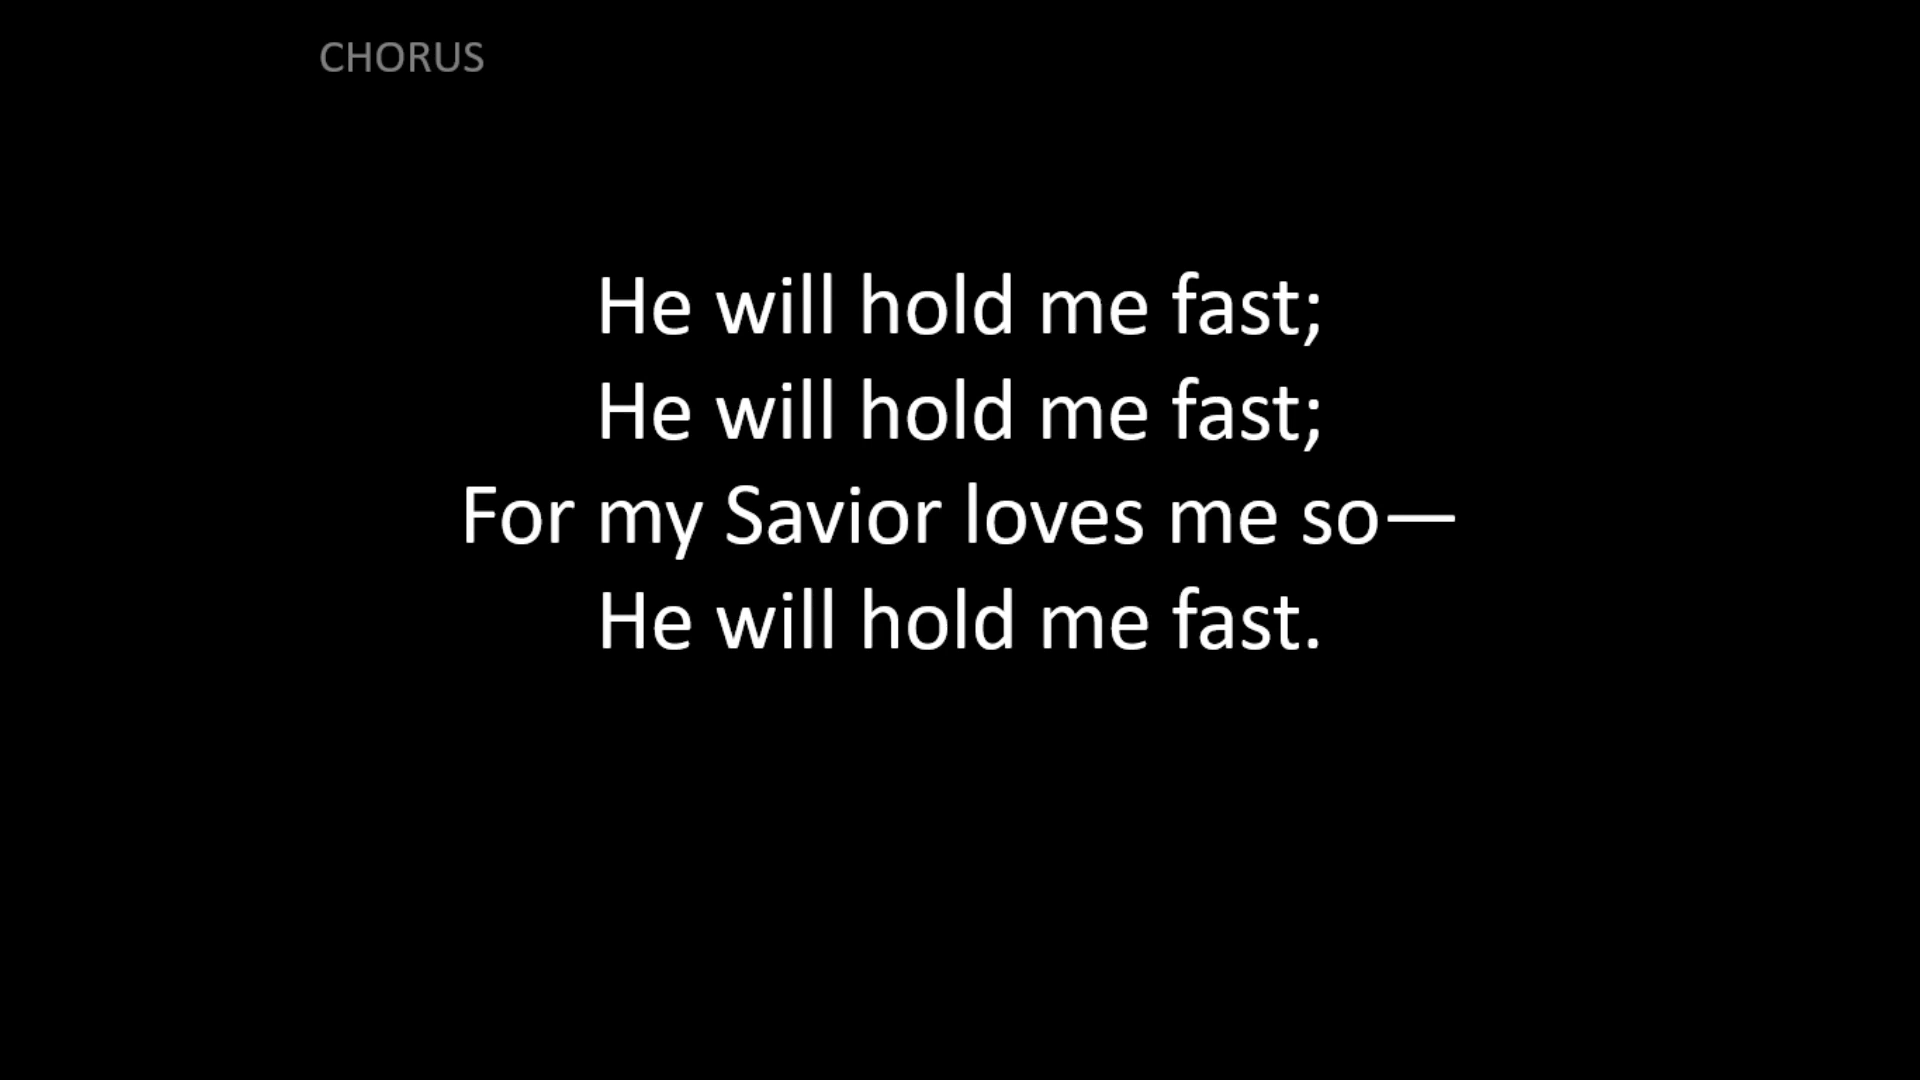 CHORUS
He will hold me fast;
He will hold me fast;
For my Savior loves me so—
He will hold me fast.